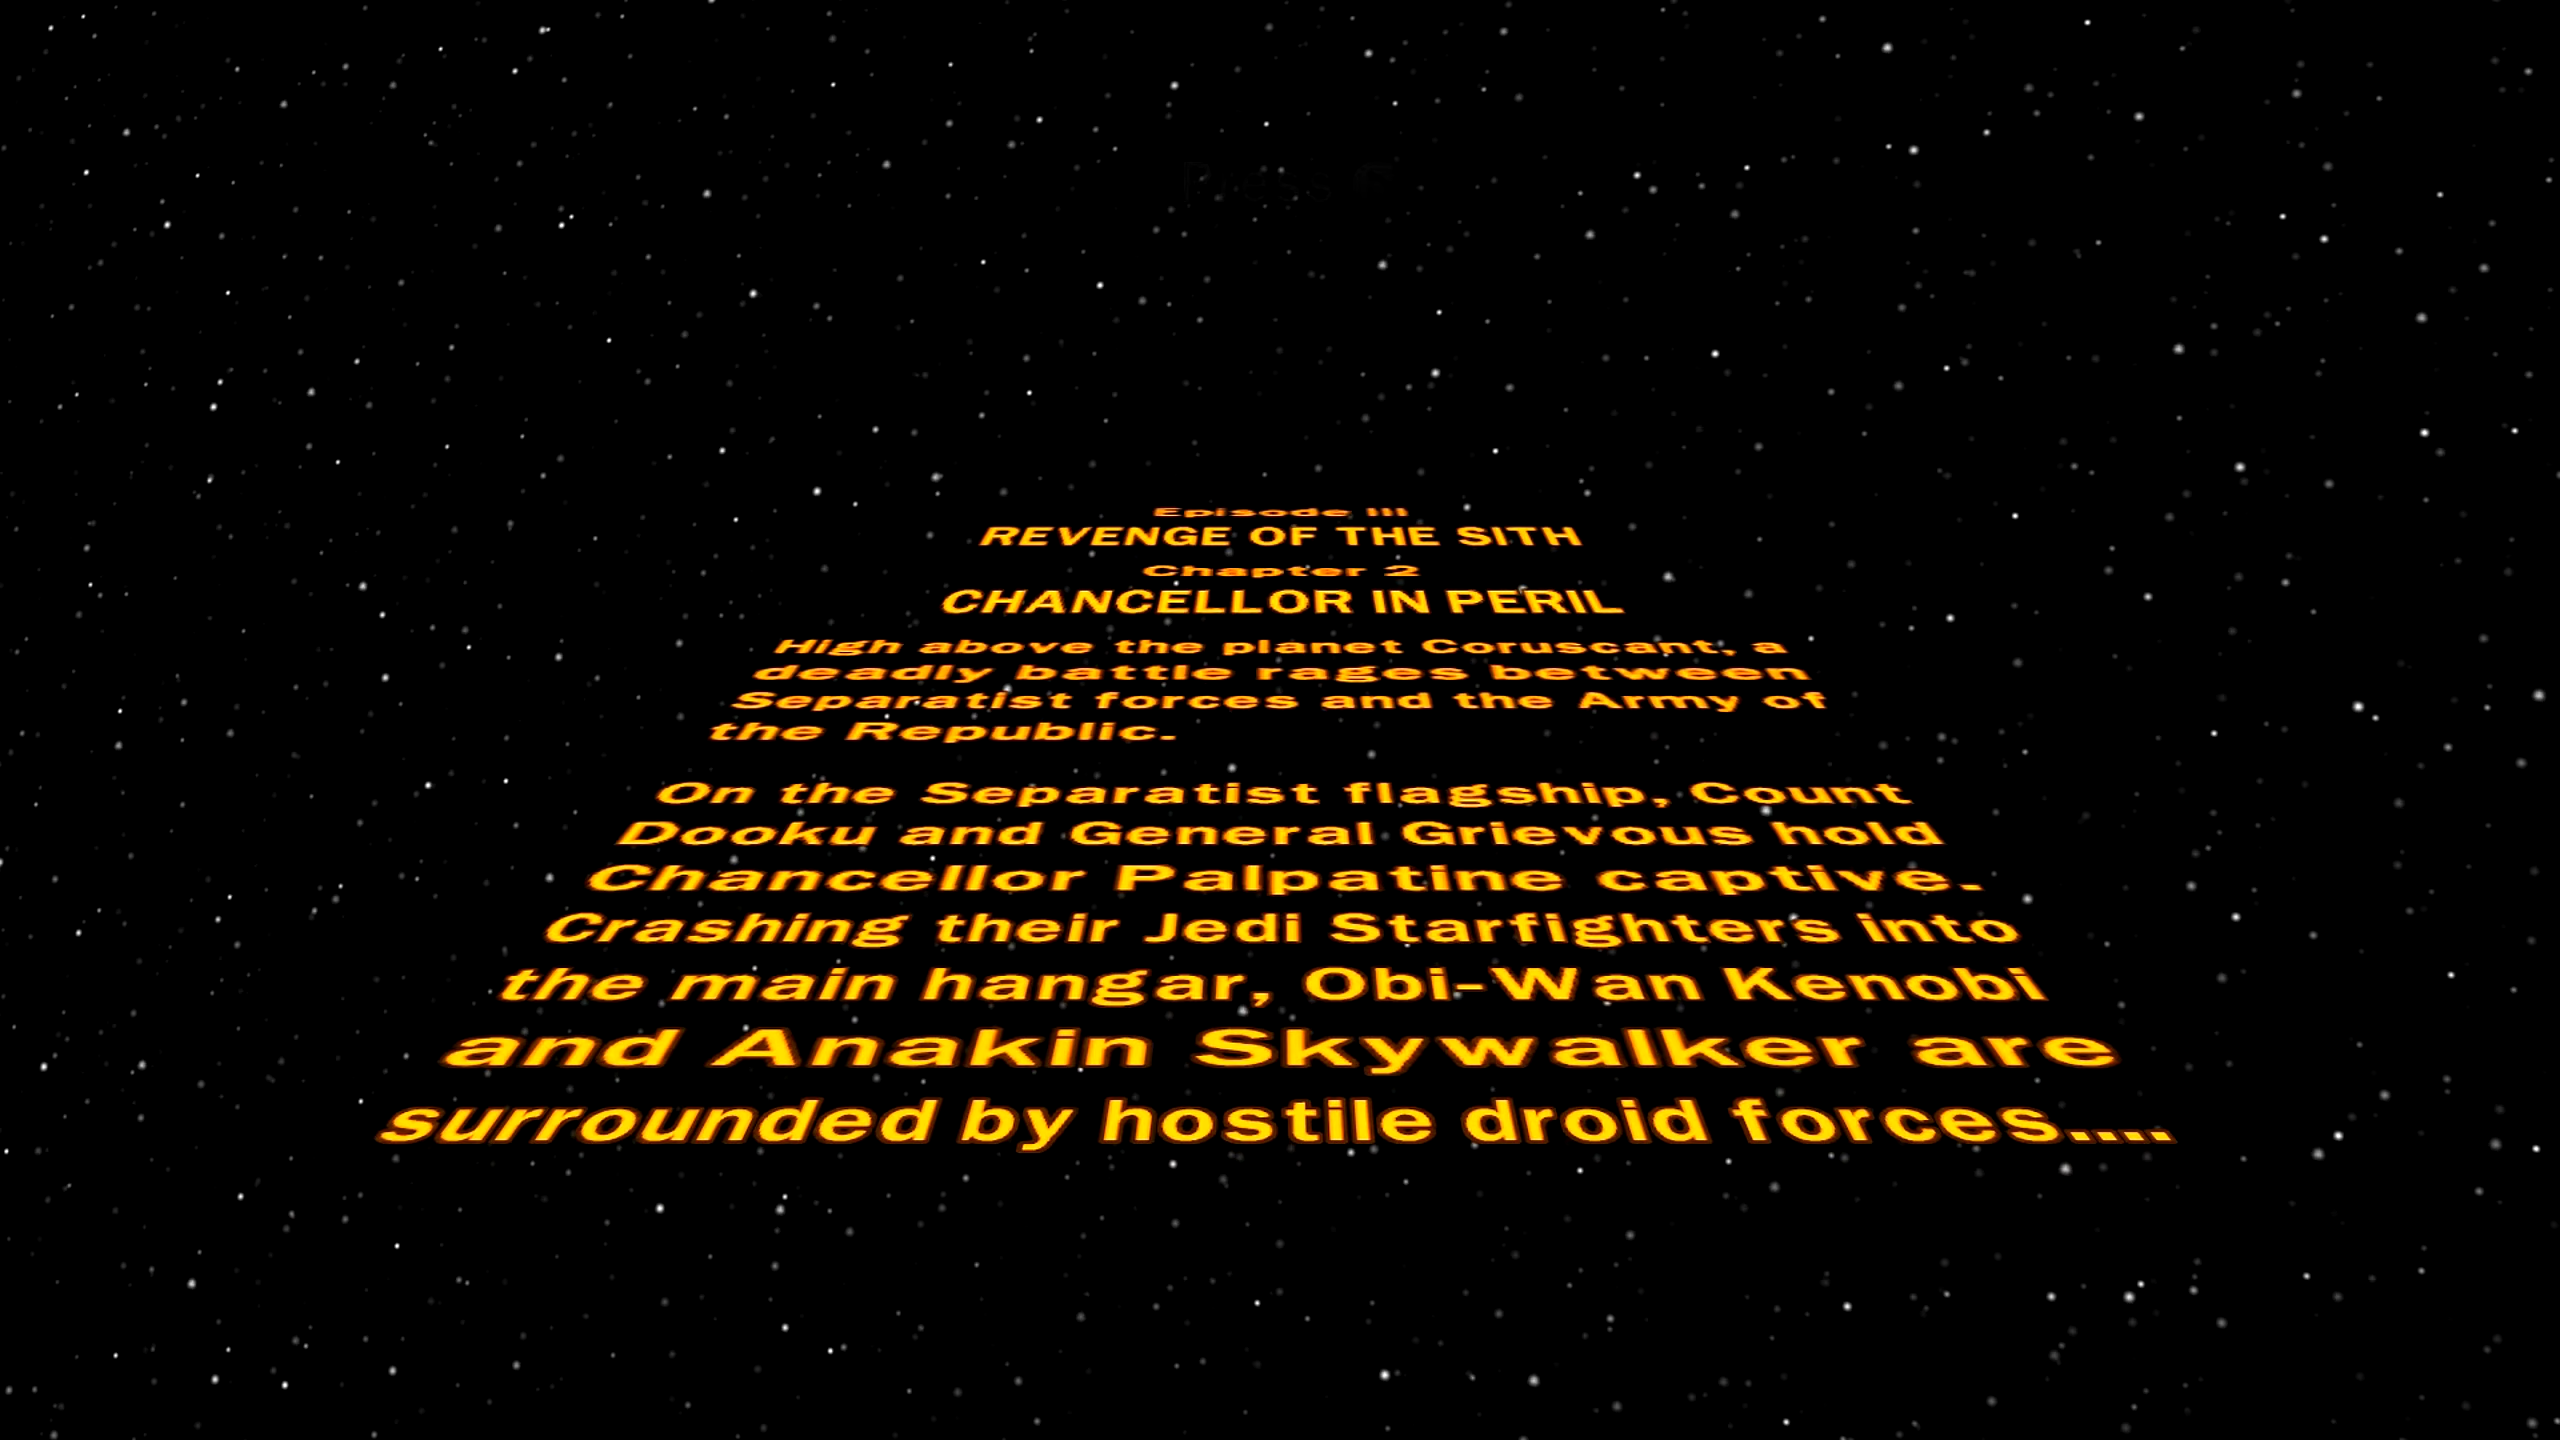 Press
Episode III
REVENGE OF THE SITH
Chapter 2
CHANCELLOR IN PERIL
High above the planet Coruscant, a
deadly battle rages between
Separatist forces and the Army of
the Republic.
On the Separatist flagship, Count
Dooku and General Grievous hold
Chancellor Palpatine captive.
Crashing their Jedi Starfighters into
the main hangar, Obi-Wan Kenobi
and Anakin Skywalker are
surrounded by hostile droid forces....